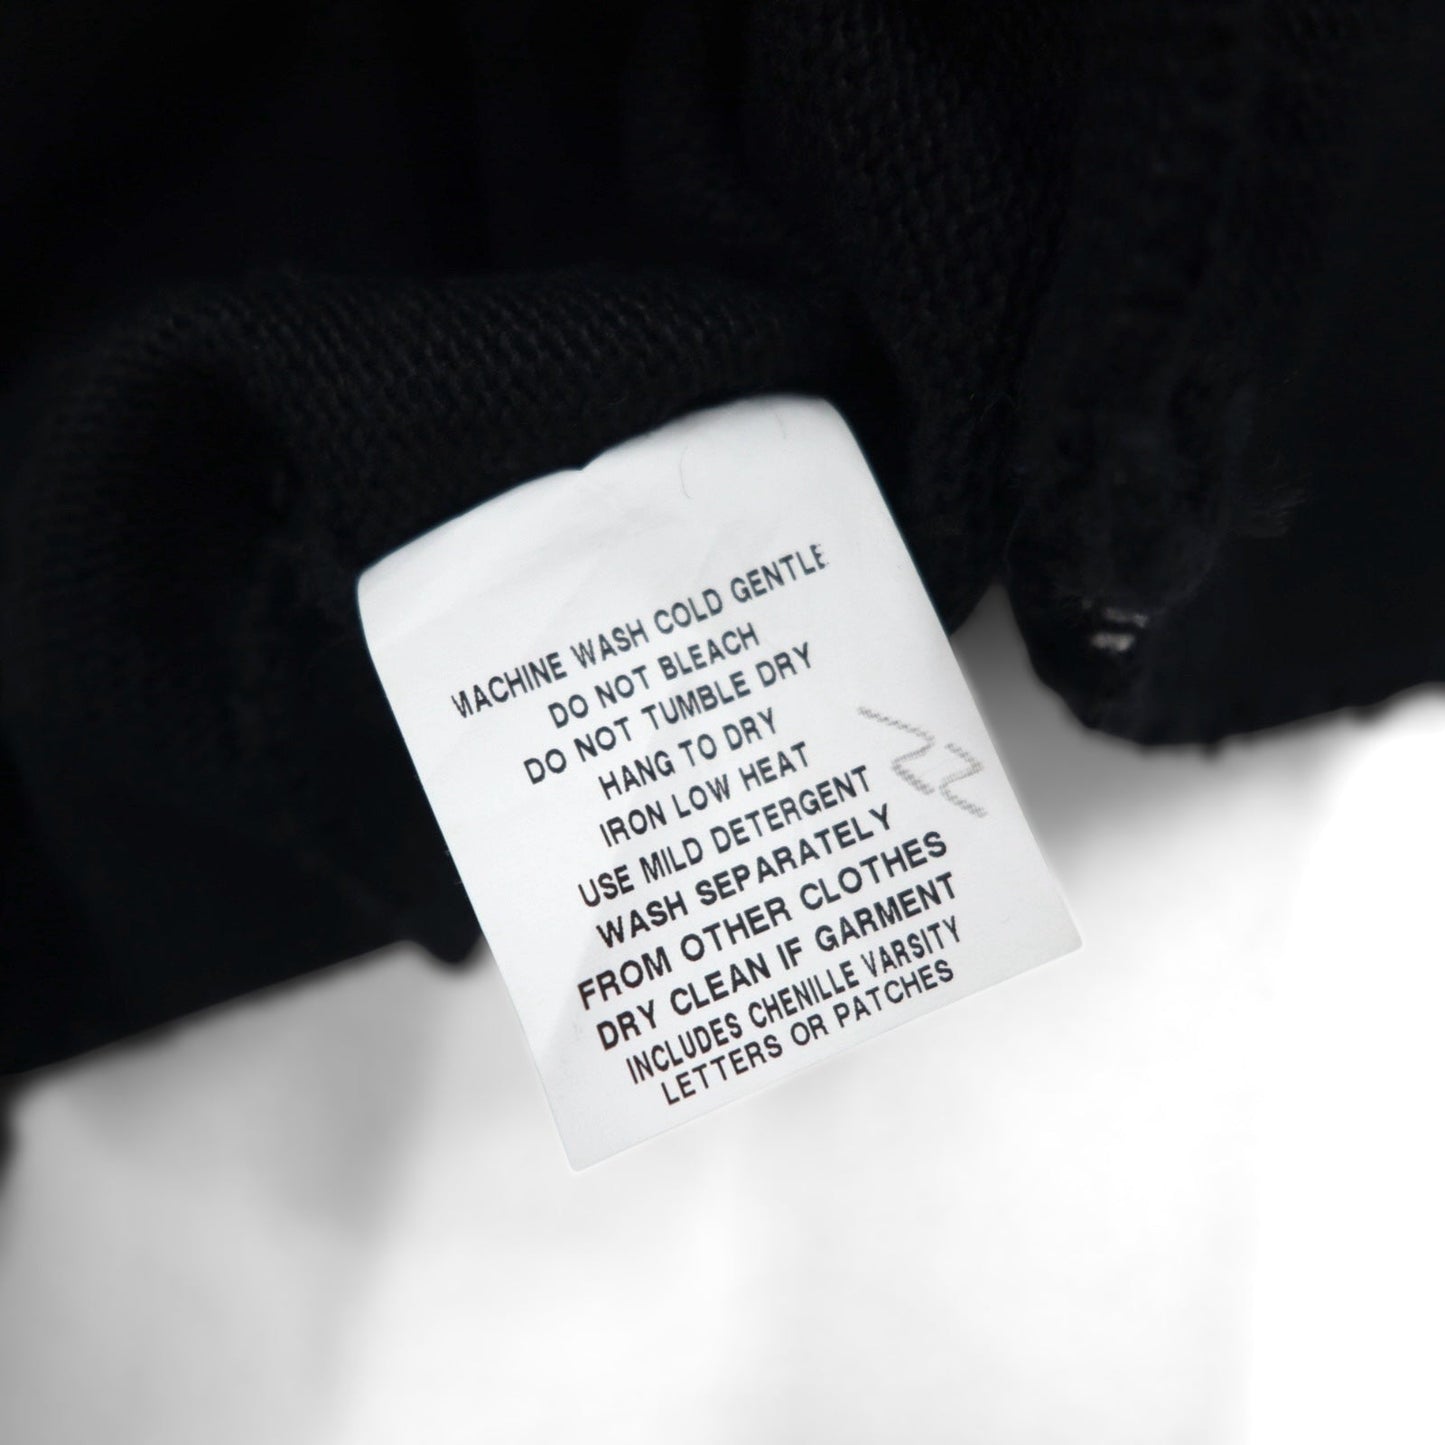 MACHINE WASH COLD GENTLE
DO NOT BLEACH
DO NOT TUMBLE DRY
HANG TO DRY
IRON LOW HEAT
USE MILD DETERGENT
WASH SEPARATELY
FROM OTHER CLOTHES
DRY CLEAN IF GARMENT
INCLUDES CHENILLE VARSITY
LETTERS OR PATCHES